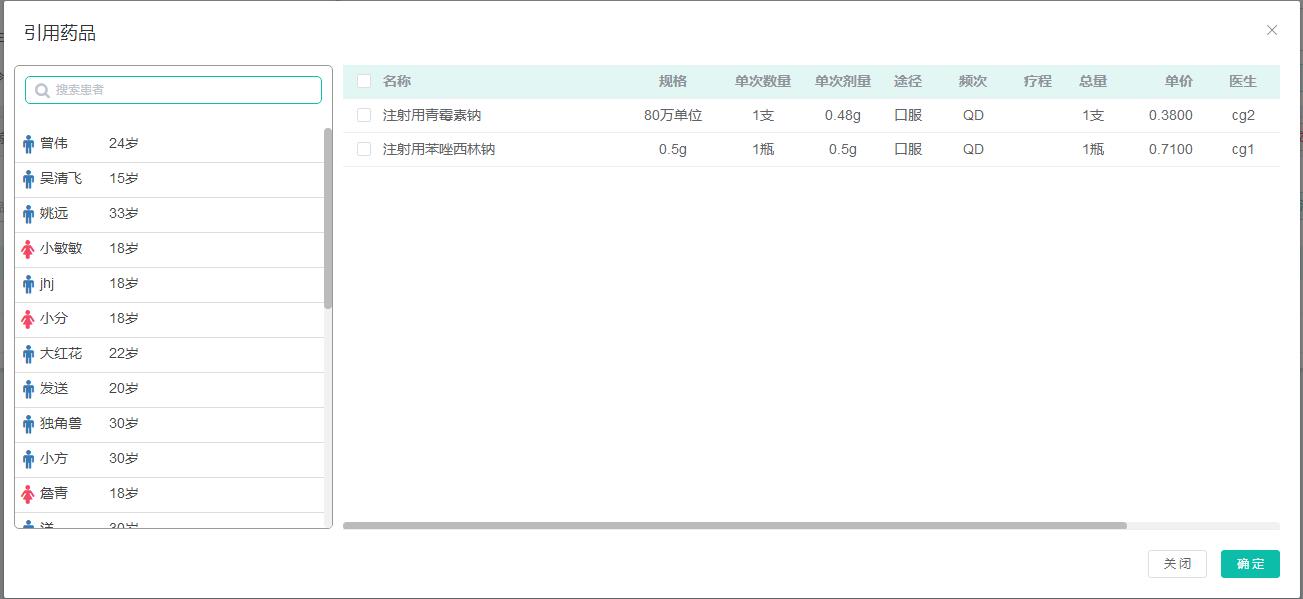 引用药品
搜索患者
曾伟 24岁
吴清飞 15岁
姚远 33岁
小敏敏 18岁
jhj 18岁
小分 18岁
大红花 22岁
发送 20岁
独角兽 30岁
小方 30岁
詹青 18岁
名称 规格 单次数量 单次剂量 途径 频次 疗程 总量 单价 医生
注射用青霉素钠 80万单位 1支 0.48g 口服 QD 1支 0.3800 cg2
注射用苯唑西林钠 0.5g 1瓶 0.5g 口服 QD 1瓶 0.7100 cg1
关闭 确定